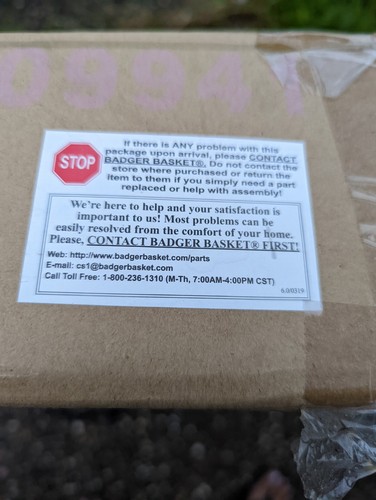 09944
If there is ANY problem with this
package upon arrival, please CONTACT
BADGER BASKET®. Do not contact the
store where purchased or return the
item to them if you simply need a part
replaced or help with assembly!
STOP
We're here to help and your satisfaction is
important to us! Most problems can be
easily resolved from the comfort of your home.
Please, CONTACT BADGER BASKET® FIRST!
Web: http://www.badgerbasket.com/parts
E-mail: cs1@badgerbasket.com
Call Toll Free: 1-800-236-1310 (M-Th, 7:00AM-4:00PM CST)
6.0/0319